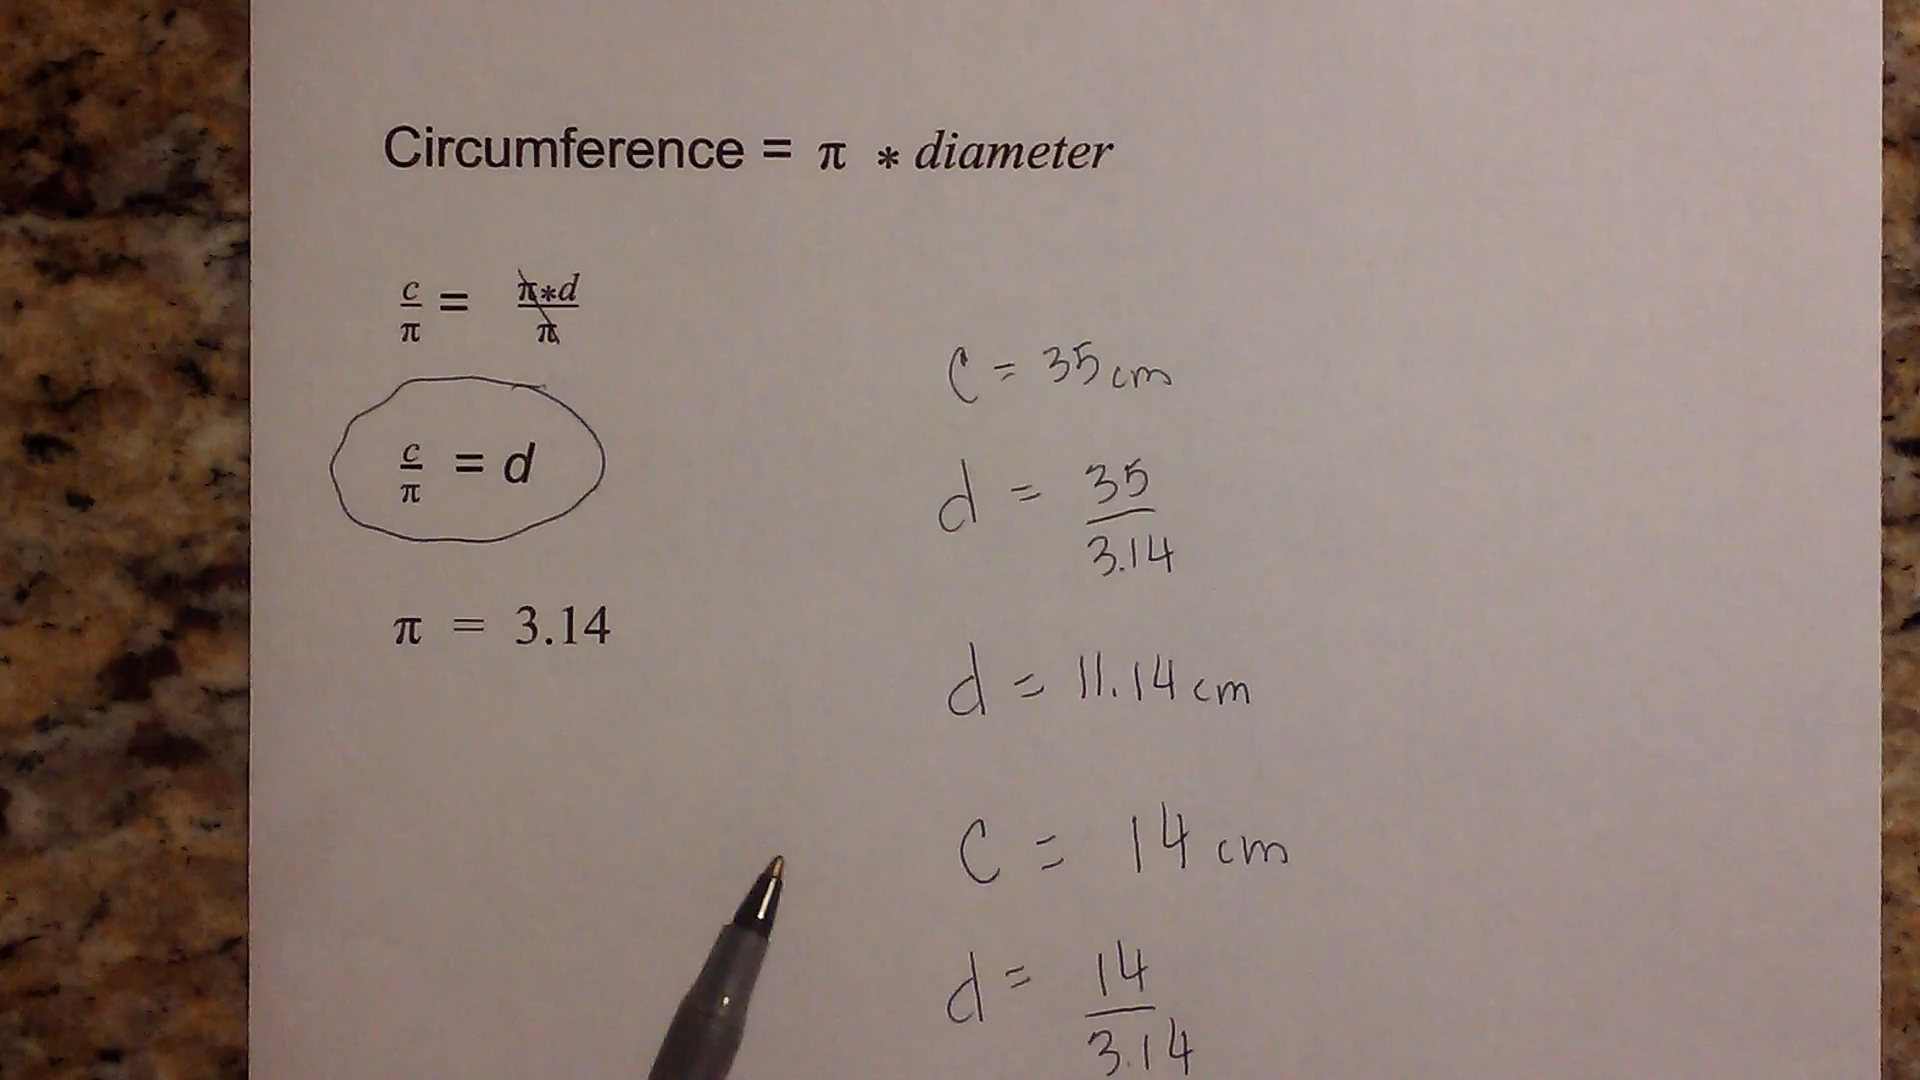 Circumference = π * diameter
c/π = π*d/π
c/π = d
π = 3.14
C = 35 cm
d = 35/3.14
d = 11.14 cm
C = 14 cm
d = 14/3.14